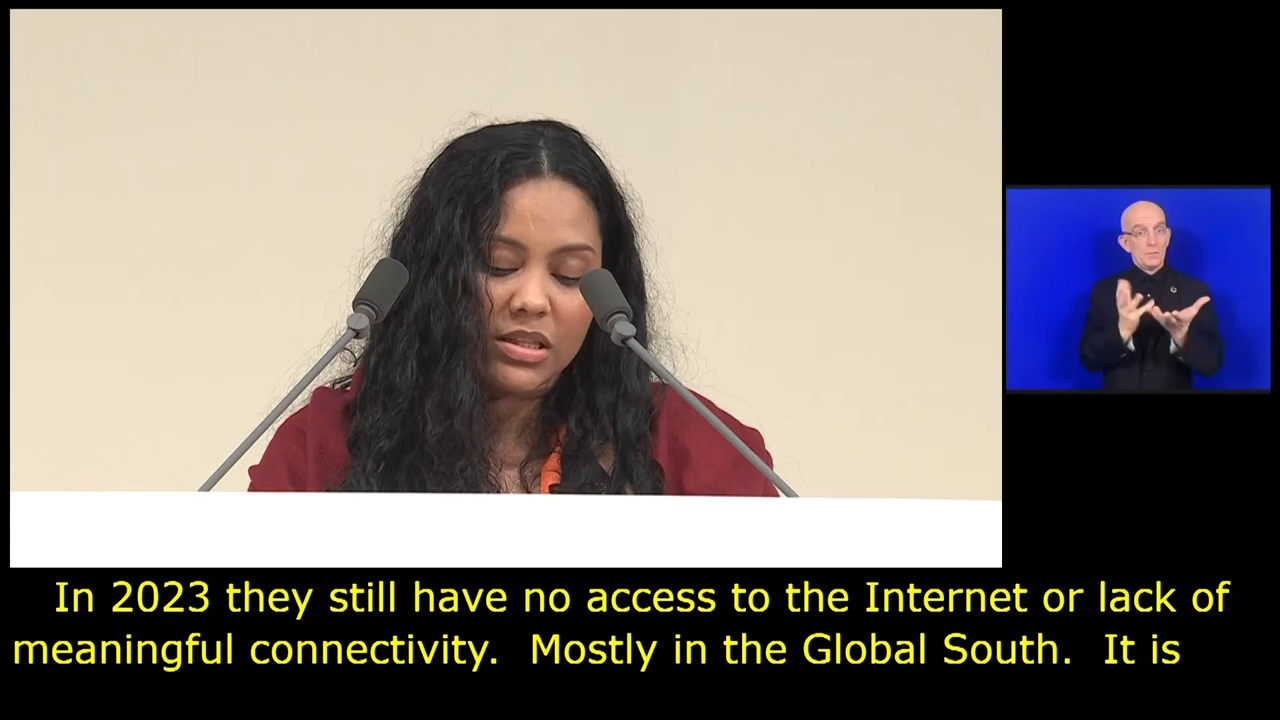 In 2023 they still have no access to the Internet or lack of
meaningful connectivity.  Mostly in the Global South.  It is